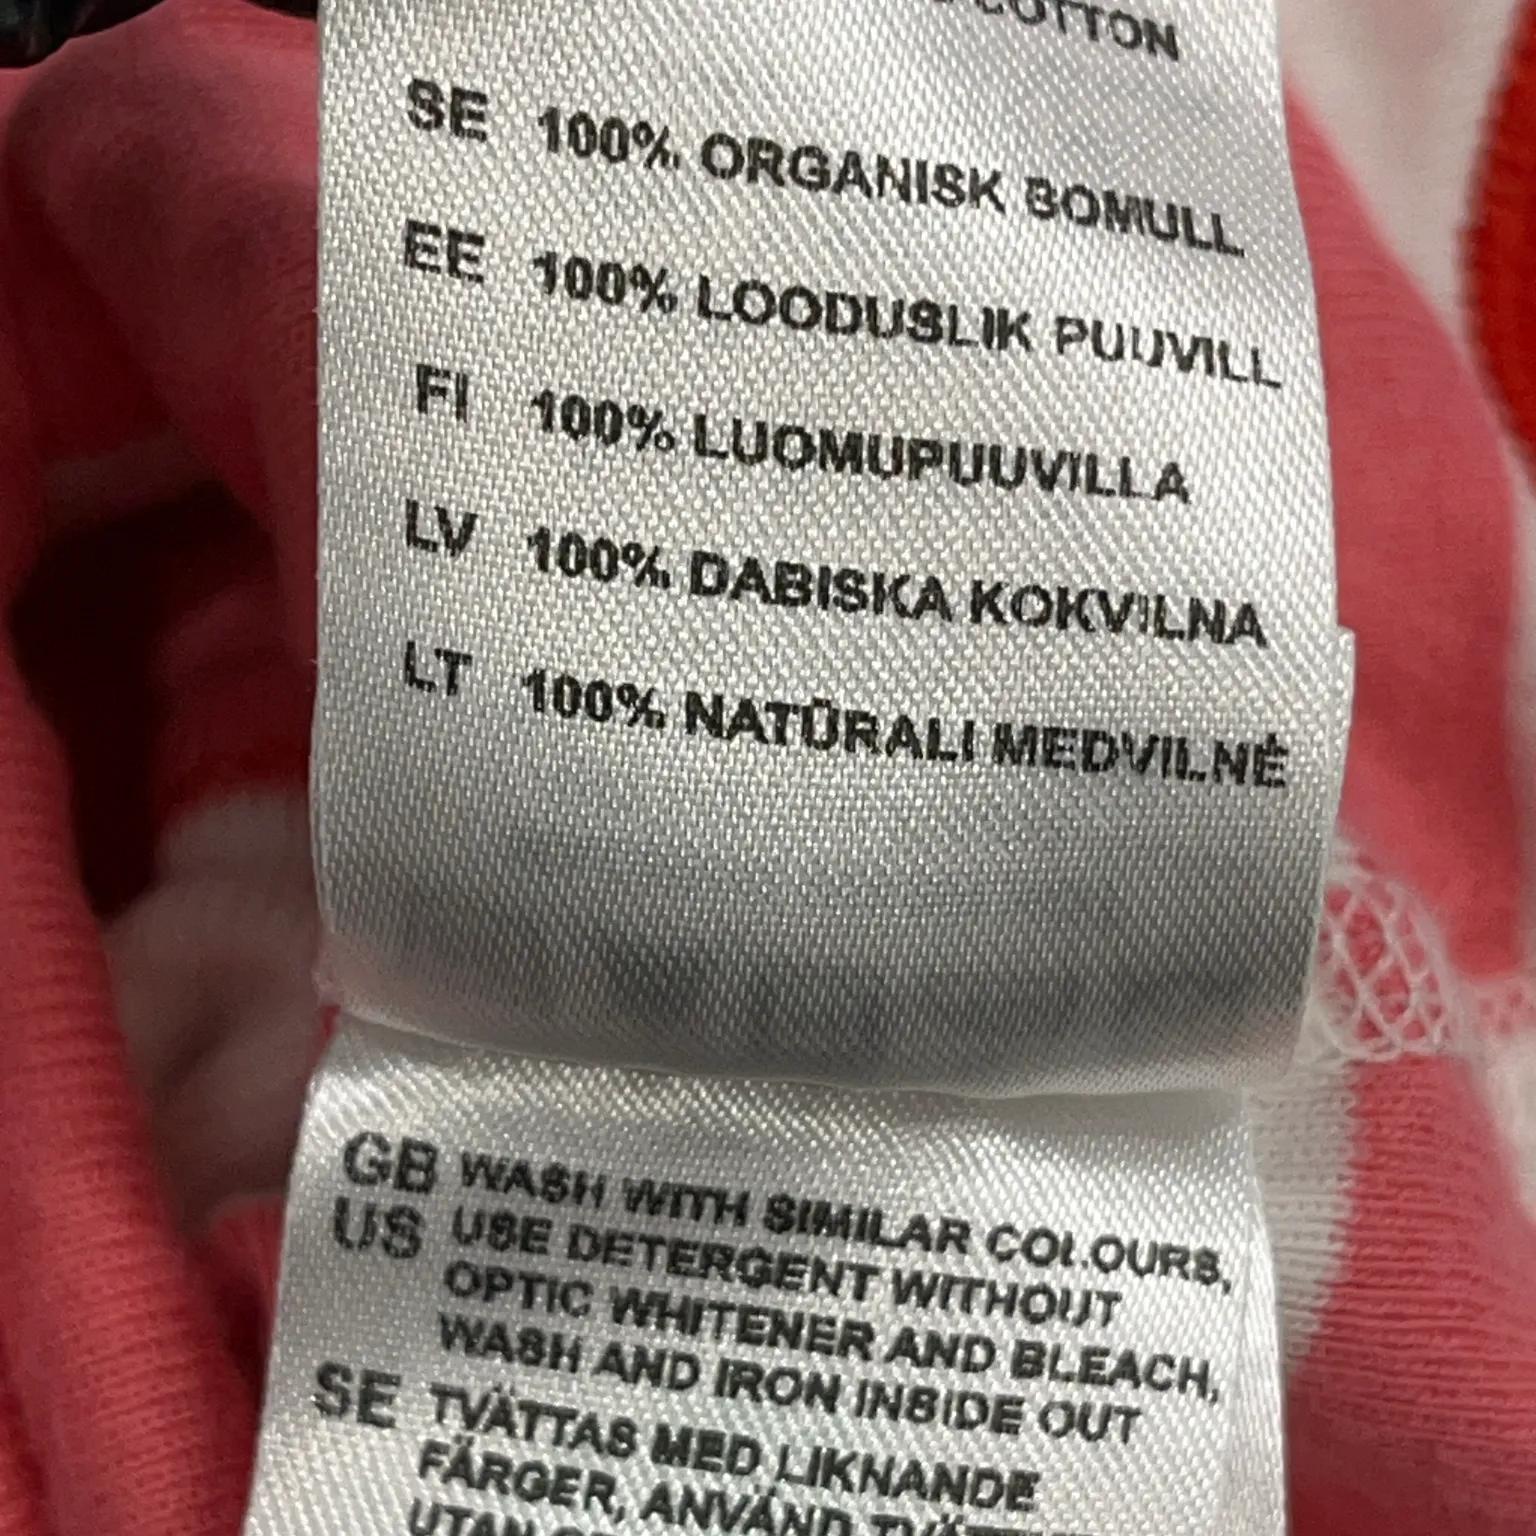 COTTON
SE 100% ORGANISK BOMULL
EE 100% LOODUSLIK PUUVILL
FI 100% LUOMUPUUVILLA
LV 100% DABISKA KOKVILNA
LT 100% NATŪRALI MEDVILNĖ
GB WASH WITH SIMILAR COLOURS,
US USE DETERGENT WITHOUT
OPTIC WHITENER AND BLEACH,
WASH AND IRON INSIDE OUT
SE TVÄTTAS MED LIKNANDE
FÄRGER, ANVÄND
UTAN